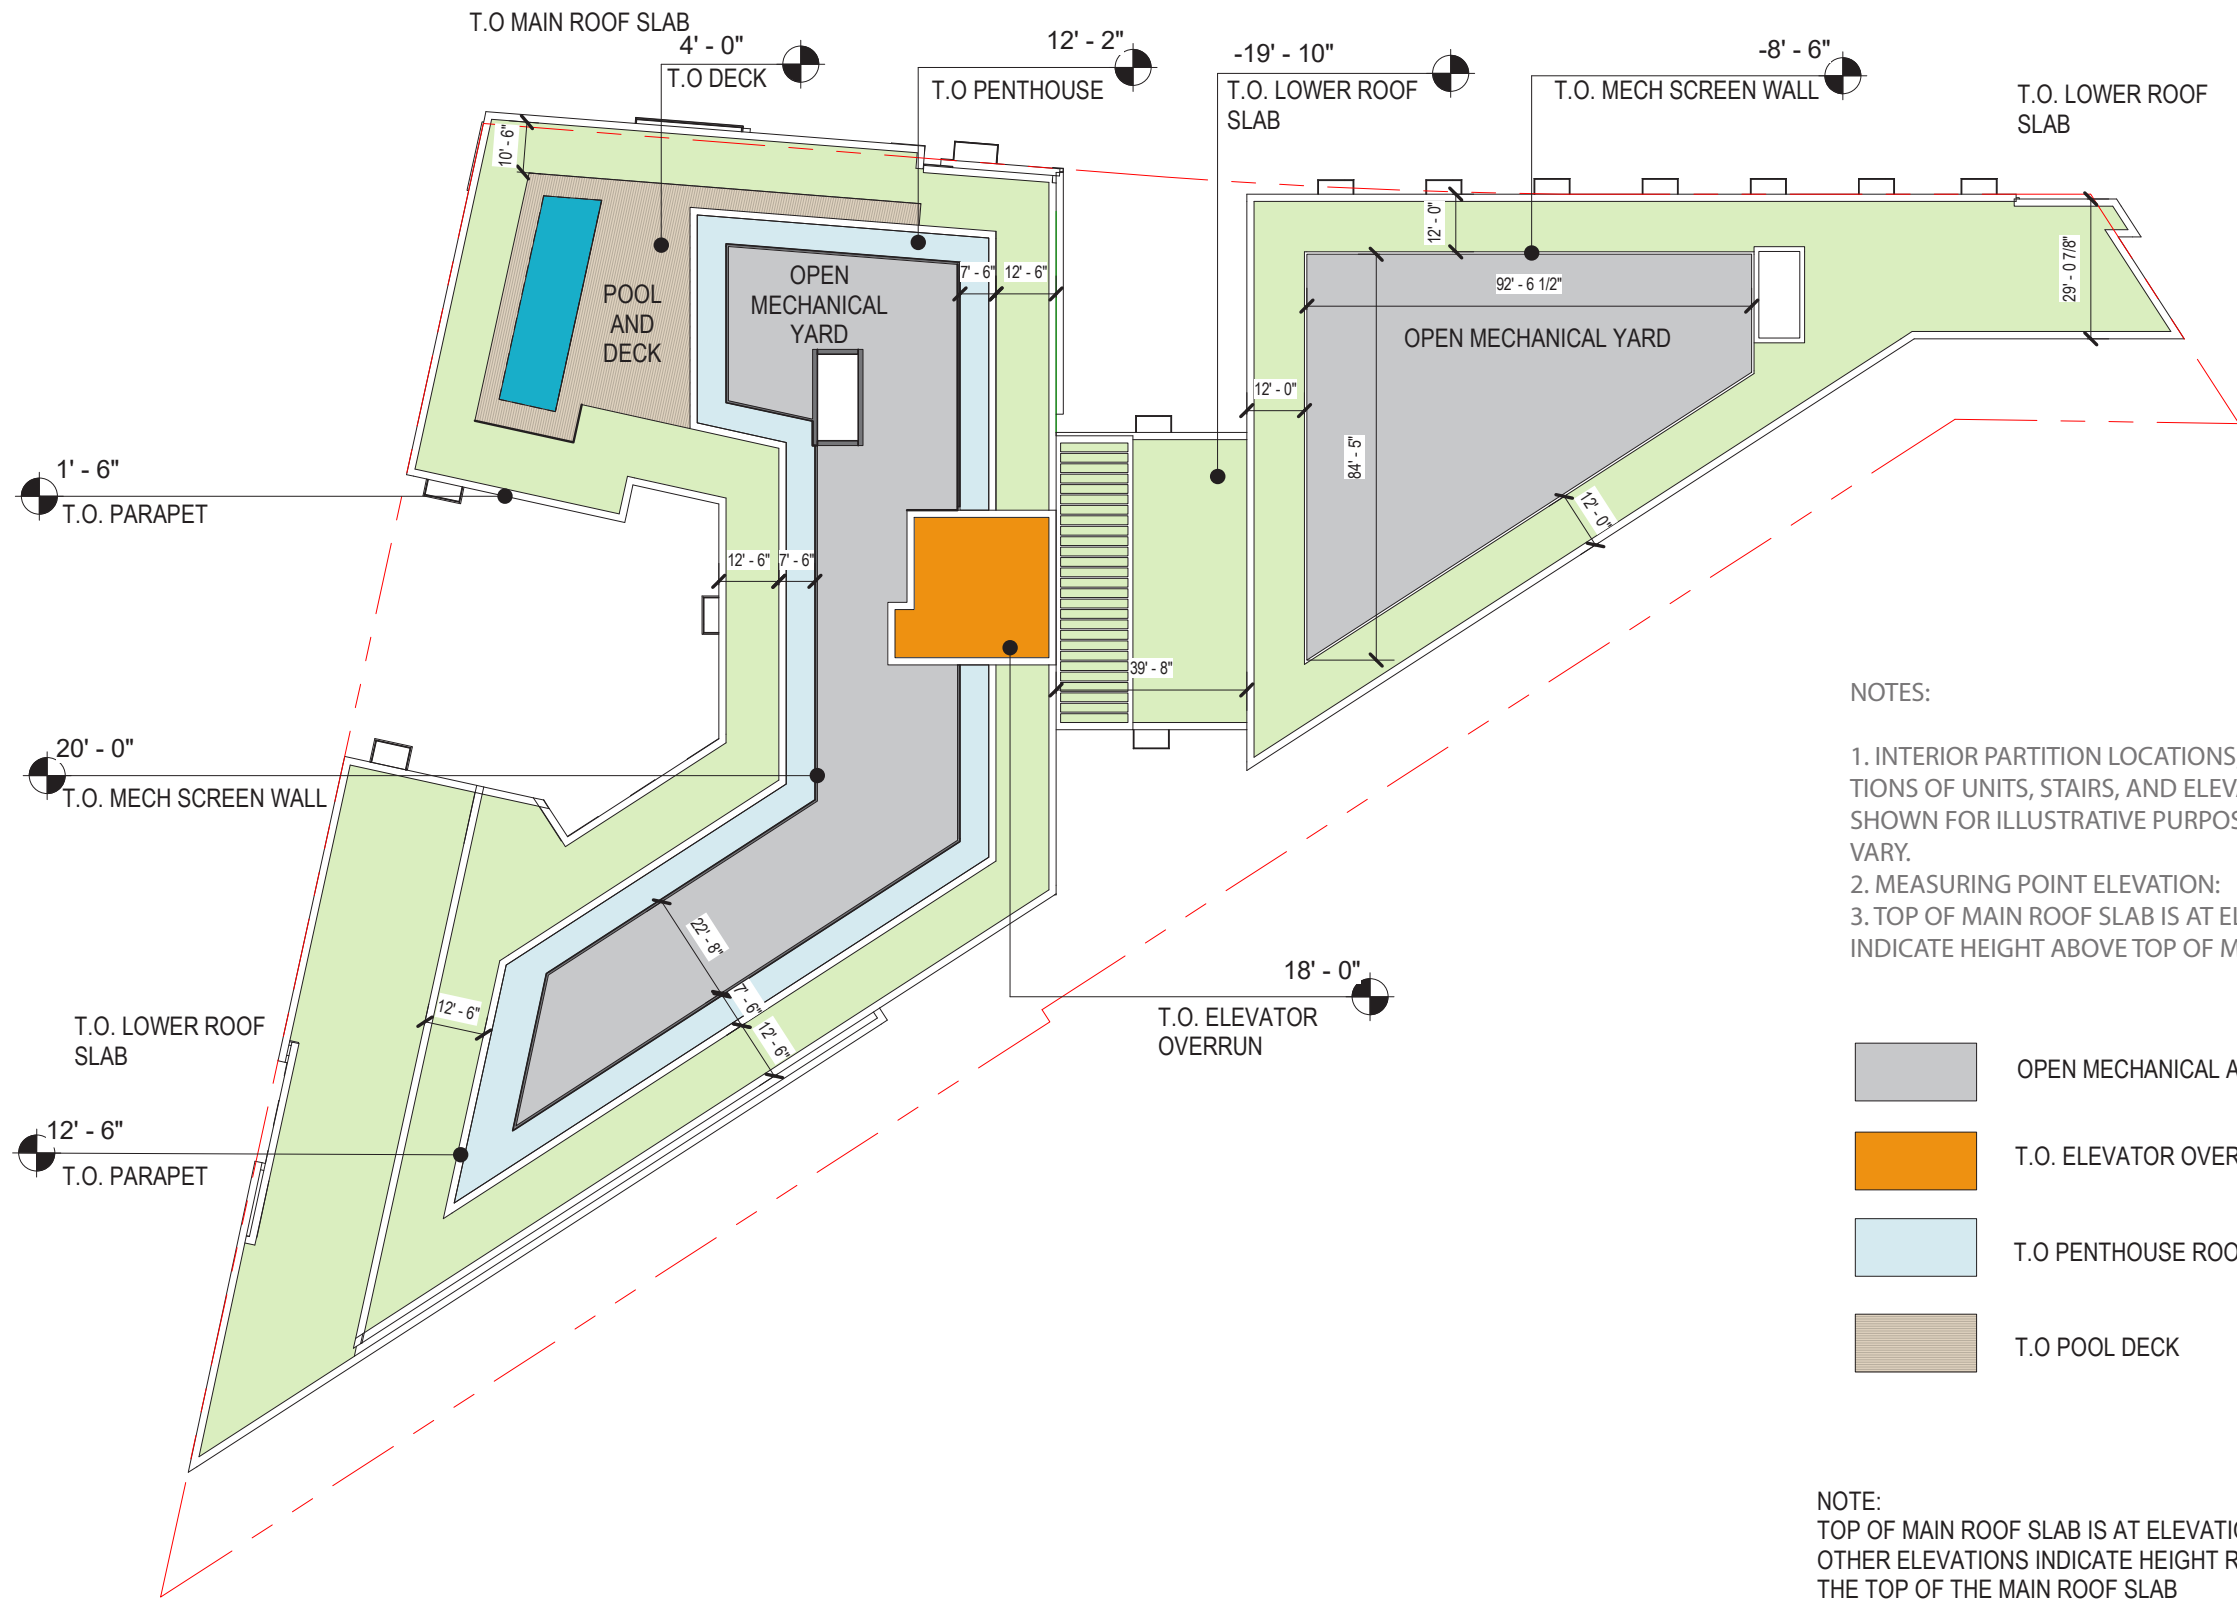 T.O MAIN ROOF SLAB
4' - 0"
T.O DECK
12' - 2"
T.O PENTHOUSE
-19' - 10"
T.O. LOWER ROOF
SLAB
-8' - 6"
T.O. MECH SCREEN WALL
T.O. LOWER ROOF
SLAB
10' - 6"
12' - 0"
29' - 0 7/8"
OPEN
MECHANICAL
YARD
7' - 6"
12' - 6"
POOL
AND
DECK
92' - 6 1/2"
OPEN MECHANICAL YARD
12' - 0"
84' - 5"
12' - 0"
1' - 6"
T.O. PARAPET
12' - 6"
7' - 6"
39' - 8"
20' - 0"
T.O. MECH SCREEN WALL
22' - 8"
7' - 6"
12' - 6"
12' - 6"
T.O. LOWER ROOF
SLAB
18' - 0"
T.O. ELEVATOR
OVERRUN
12' - 6"
T.O. PARAPET
NOTES:
1. INTERIOR PARTITION LOCATIONS
TIONS OF UNITS, STAIRS, AND ELEV
SHOWN FOR ILLUSTRATIVE PURPOS
VARY.
2. MEASURING POINT ELEVATION:
3. TOP OF MAIN ROOF SLAB IS AT EL
INDICATE HEIGHT ABOVE TOP OF M
OPEN MECHANICAL A
T.O. ELEVATOR OVER
T.O PENTHOUSE ROO
T.O POOL DECK
NOTE:
TOP OF MAIN ROOF SLAB IS AT ELEVATI
OTHER ELEVATIONS INDICATE HEIGHT R
THE TOP OF THE MAIN ROOF SLAB